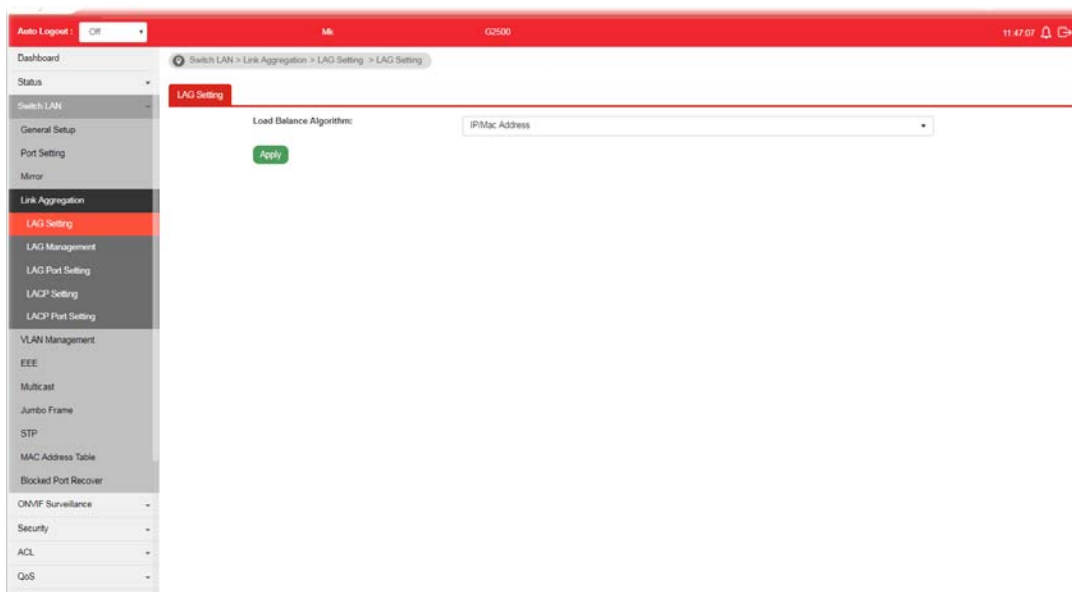 Auto Logout : Off Mk G2500 11:47:07
Dashboard
Status
Switch LAN
General Setup
Port Setting
Mirror
Link Aggregation
LAG Setting
LAG Management
LAG Port Setting
LACP Setting
LACP Port Setting
VLAN Management
EEE
Multicast
Jumbo Frame
STP
MAC Address Table
Blocked Port Recover
ONVIF Surveillance
Security
ACL
QoS
Switch LAN > Link Aggregation > LAG Setting > LAG Setting
LAG Setting
Load Balance Algorithm: IP/Mac Address
Apply